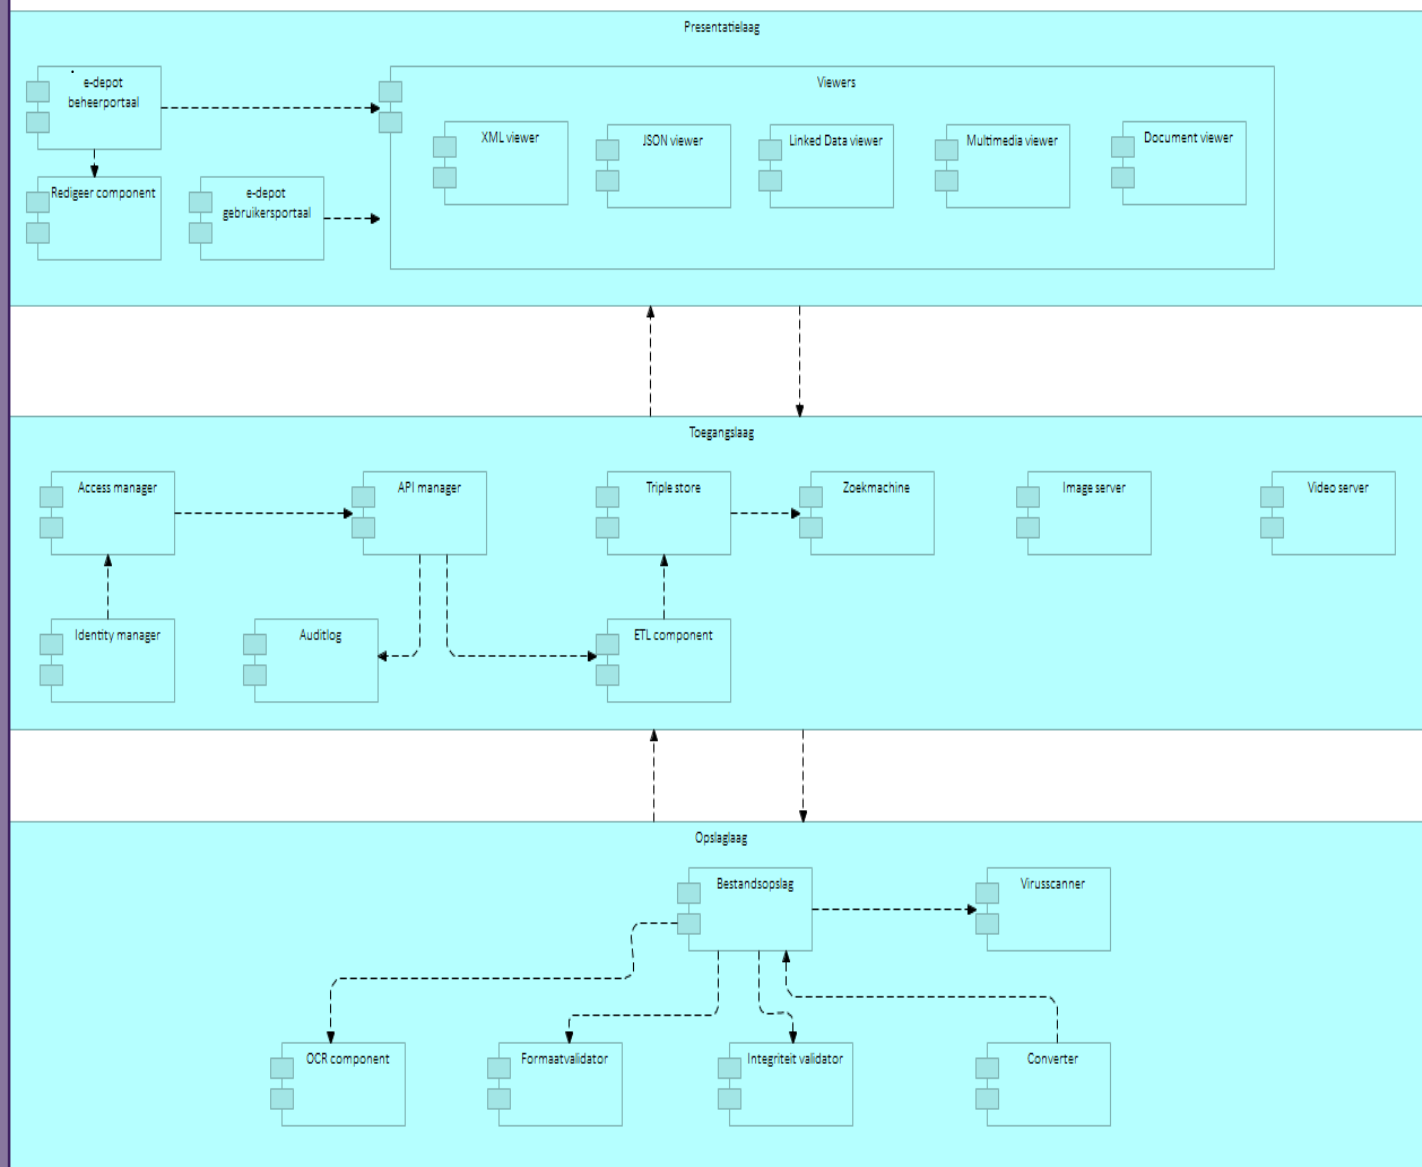 Presentatielaag
e-depot
beheerportaal
Viewers
XML viewer
JSON viewer
Linked Data viewer
Multimedia viewer
Document viewer
Redigeer component
e-depot
gebruikersportaal
Toegangslaag
Access manager
API manager
Triple store
Zoekmachine
Image server
Video server
Identity manager
Auditlog
ETL component
Opslaglaag
Bestandsopslag
Virusscanner
OCR component
Formaatvalidator
Integriteit validator
Converter